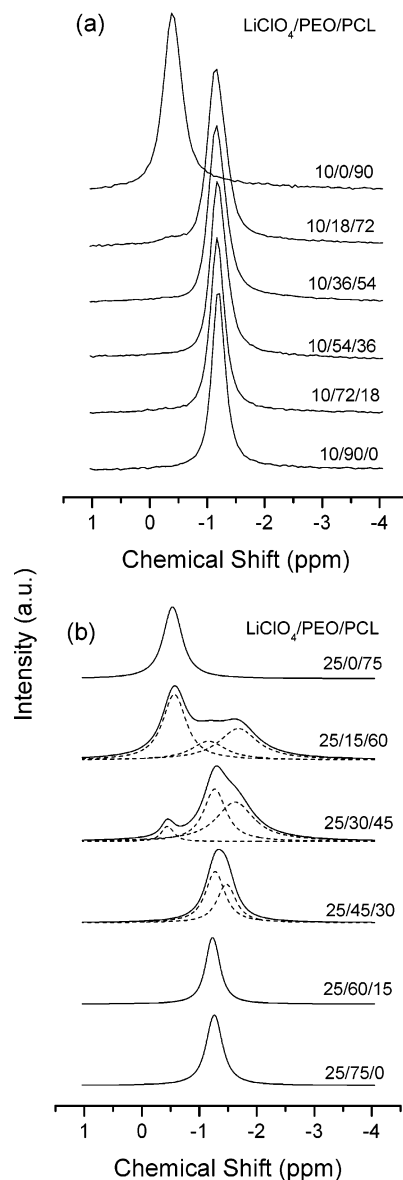 (a) LiClO₄/PEO/PCL
10/0/90
10/18/72
10/36/54
10/54/36
10/72/18
10/90/0
1 0 -1 -2 -3 -4
Chemical Shift (ppm)
Intensity (a.u.)
(b) LiClO₄/PEO/PCL
25/0/75
25/15/60
25/30/45
25/45/30
25/60/15
25/75/0
1 0 -1 -2 -3 -4
Chemical Shift (ppm)